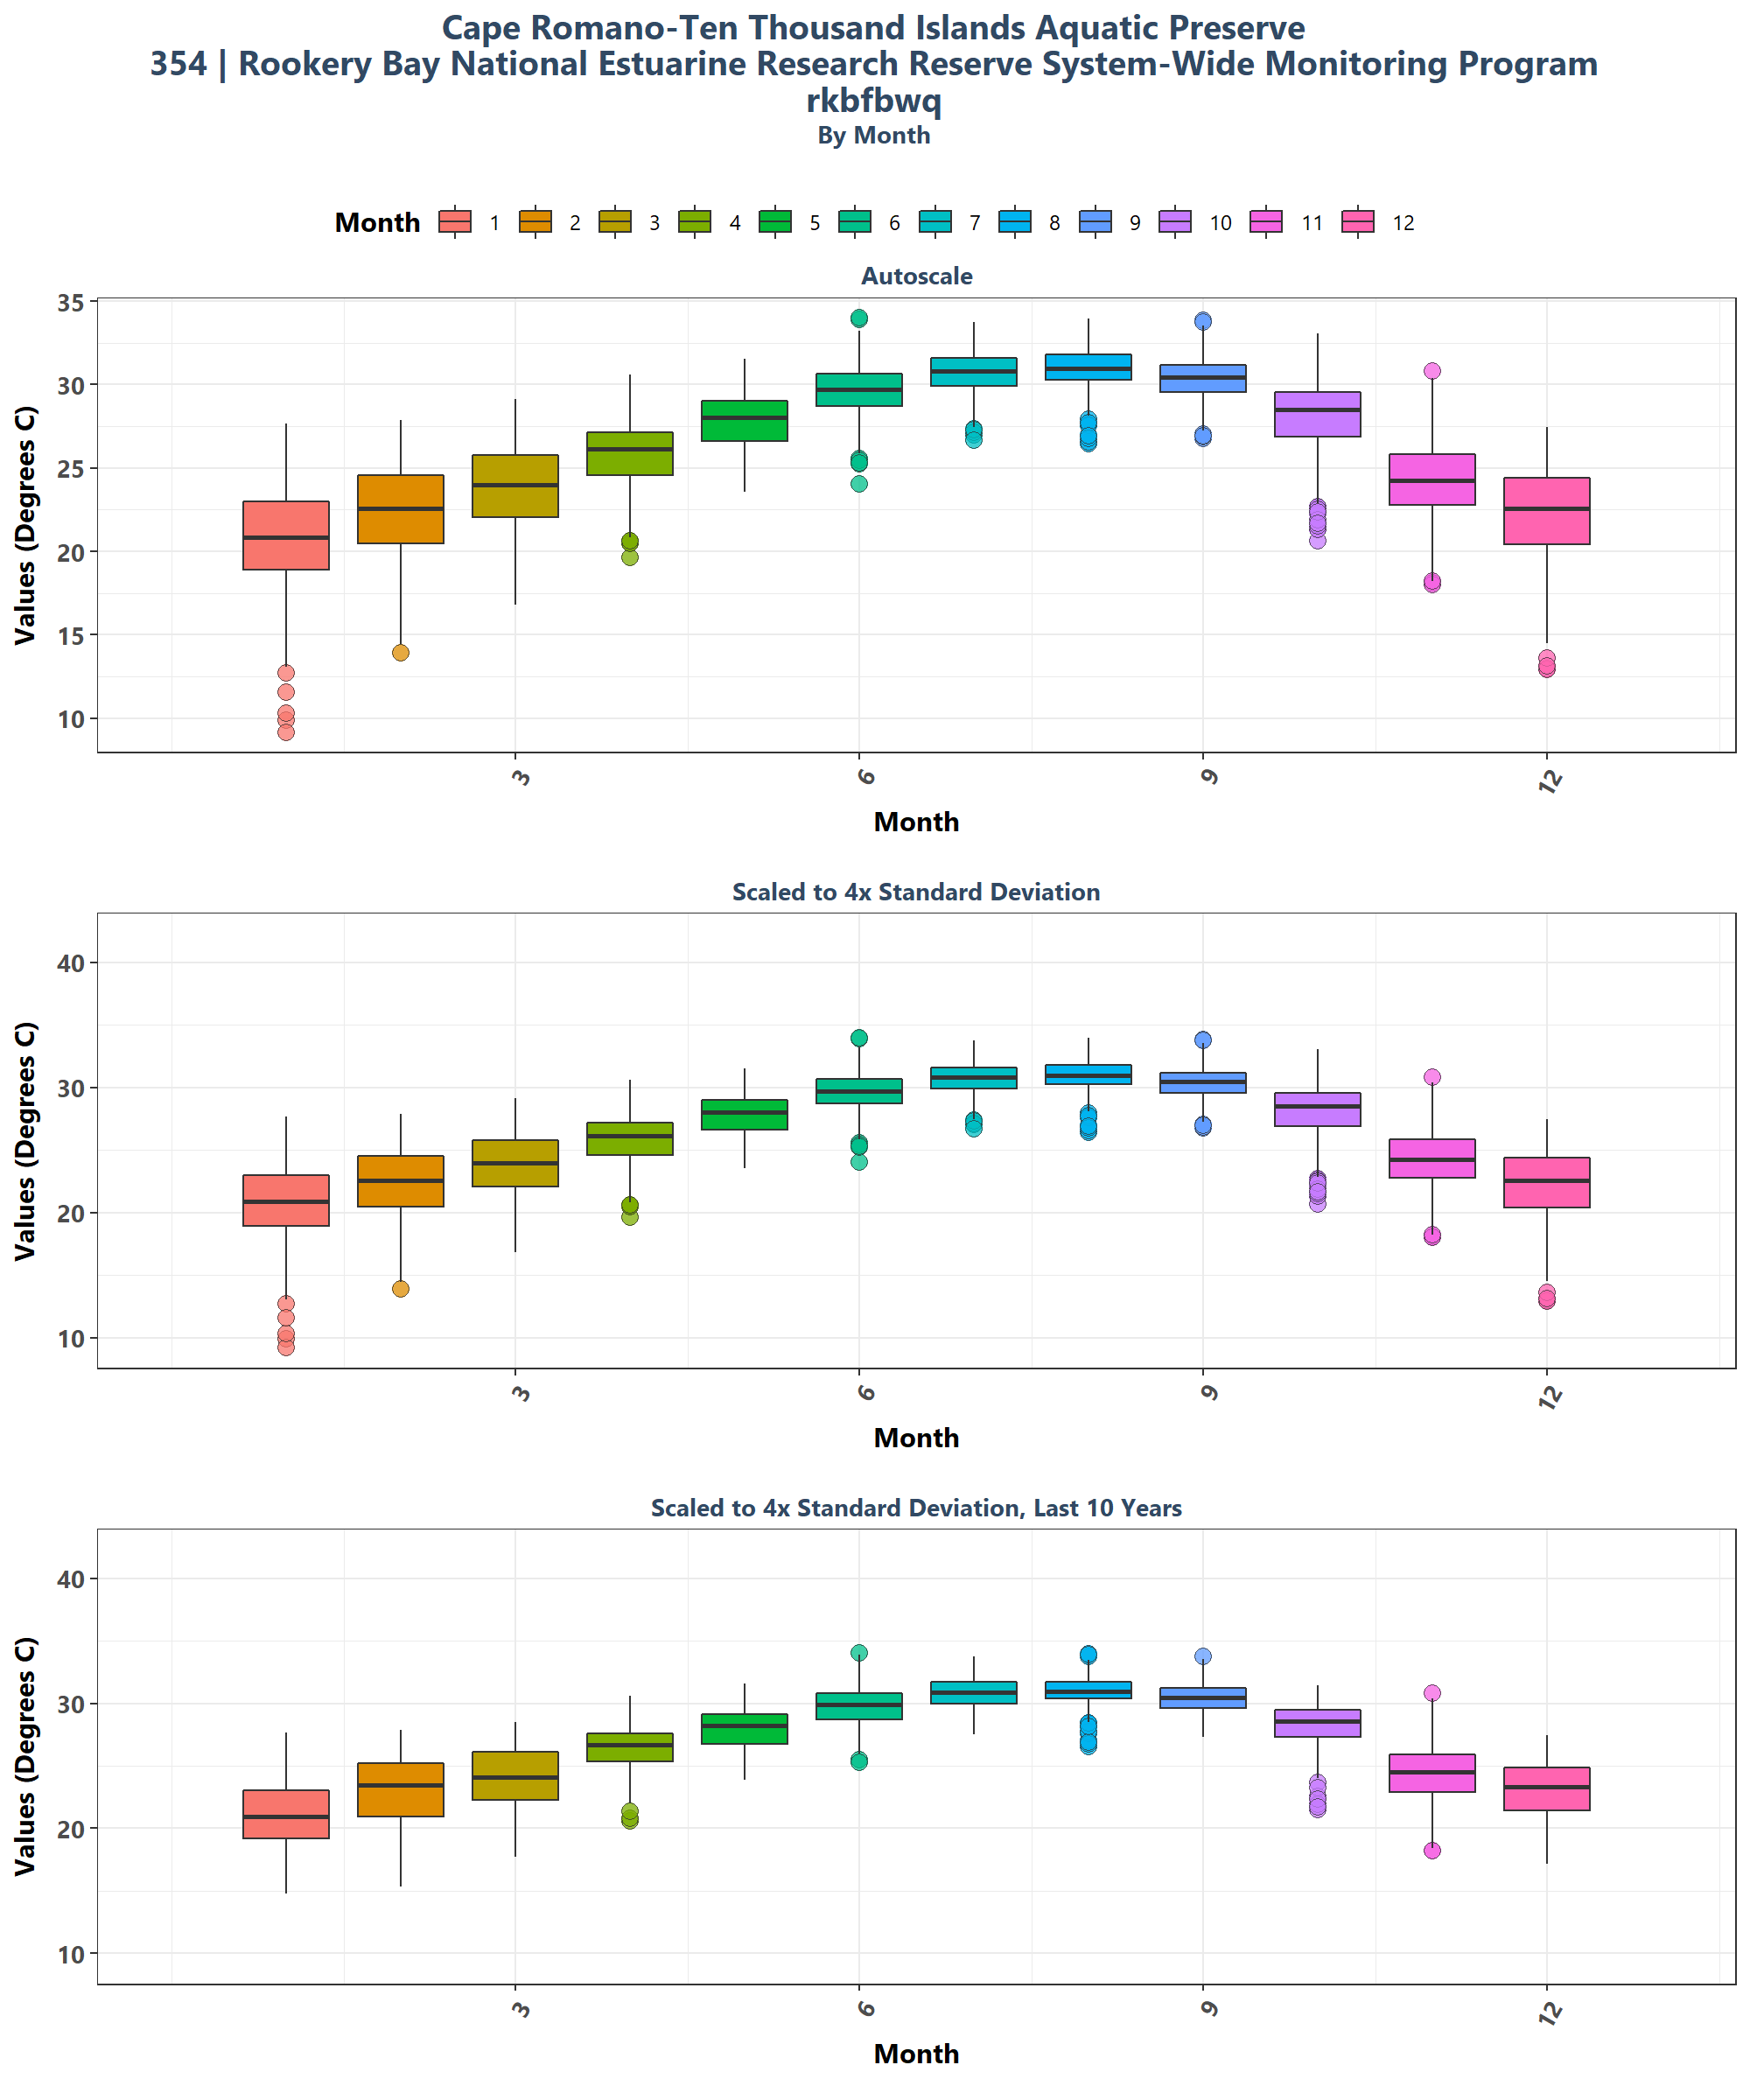 Cape Romano-Ten Thousand Islands Aquatic Preserve
354 | Rookery Bay National Estuarine Research Reserve System-Wide Monitoring Program
rkbfbwq
By Month
Month 1 2 3 4 5 6 7 8 9 10 11 12
Autoscale
Values (Degrees C)
35
30
25
20
15
10
3 6 9 12
Month
Scaled to 4x Standard Deviation
Values (Degrees C)
40
30
20
10
3 6 9 12
Month
Scaled to 4x Standard Deviation, Last 10 Years
Values (Degrees C)
40
30
20
10
3 6 9 12
Month